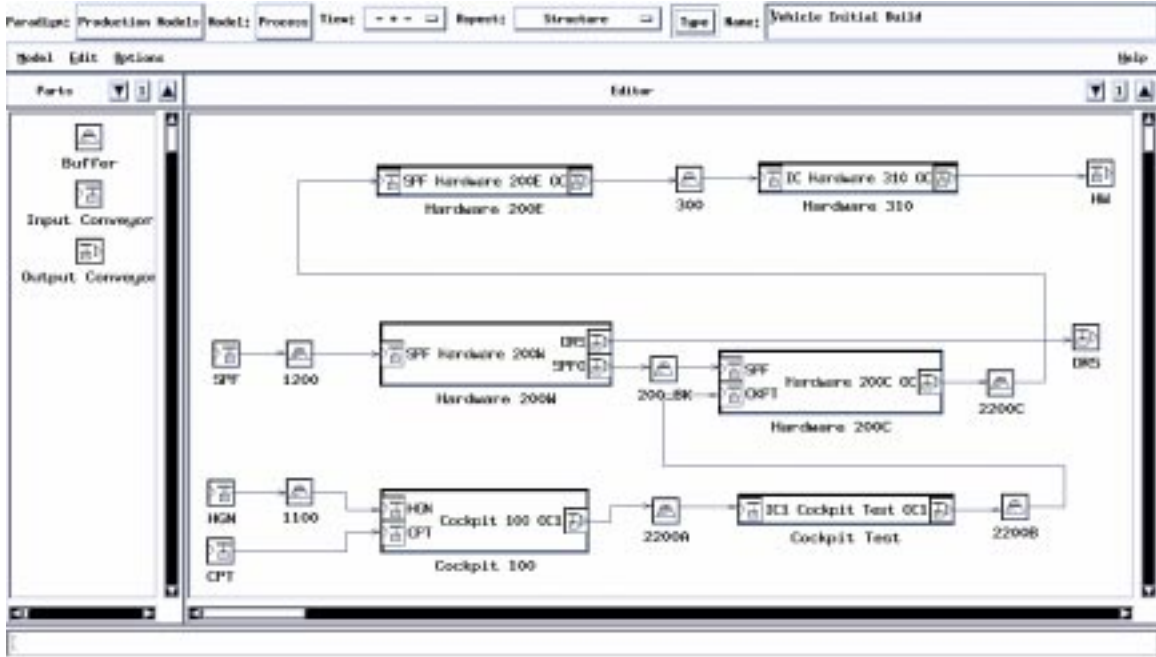 Paradigm: Production Models Model: Process View: - + - Aspect: Structure Type Name: Vehicle Initial Build
Model Edit Options Help
Parts 1 Editor 1
Buffer
Input Conveyor
Output Conveyor
SPF Hardware 200E OC
Hardware 200E
300
IC Hardware 310 OC
Hardware 310
HW
SPF
1200
SPF Hardware 200W
DRS
SPFO
Hardware 200W
200_BK
SPF
CKPT
Hardware 200C OC
Hardware 200C
2200C
DRS
HGN
1100
CPT
HGN
CPT
Cockpit 100 OC1
Cockpit 100
2200A
IC1 Cockpit Test OC1
Cockpit Test
2200B